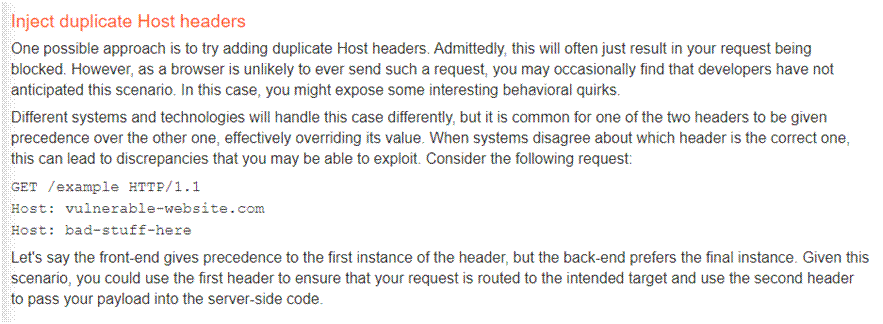 Inject duplicate Host headers
One possible approach is to try adding duplicate Host headers. Admittedly, this will often just result in your request being
blocked. However, as a browser is unlikely to ever send such a request, you may occasionally find that developers have not
anticipated this scenario. In this case, you might expose some interesting behavioral quirks.
Different systems and technologies will handle this case differently, but it is common for one of the two headers to be given
precedence over the other one, effectively overriding its value. When systems disagree about which header is the correct one,
this can lead to discrepancies that you may be able to exploit. Consider the following request:
GET /example HTTP/1.1
Host: vulnerable-website.com
Host: bad-stuff-here
Let's say the front-end gives precedence to the first instance of the header, but the back-end prefers the final instance. Given this
scenario, you could use the first header to ensure that your request is routed to the intended target and use the second header
to pass your payload into the server-side code.